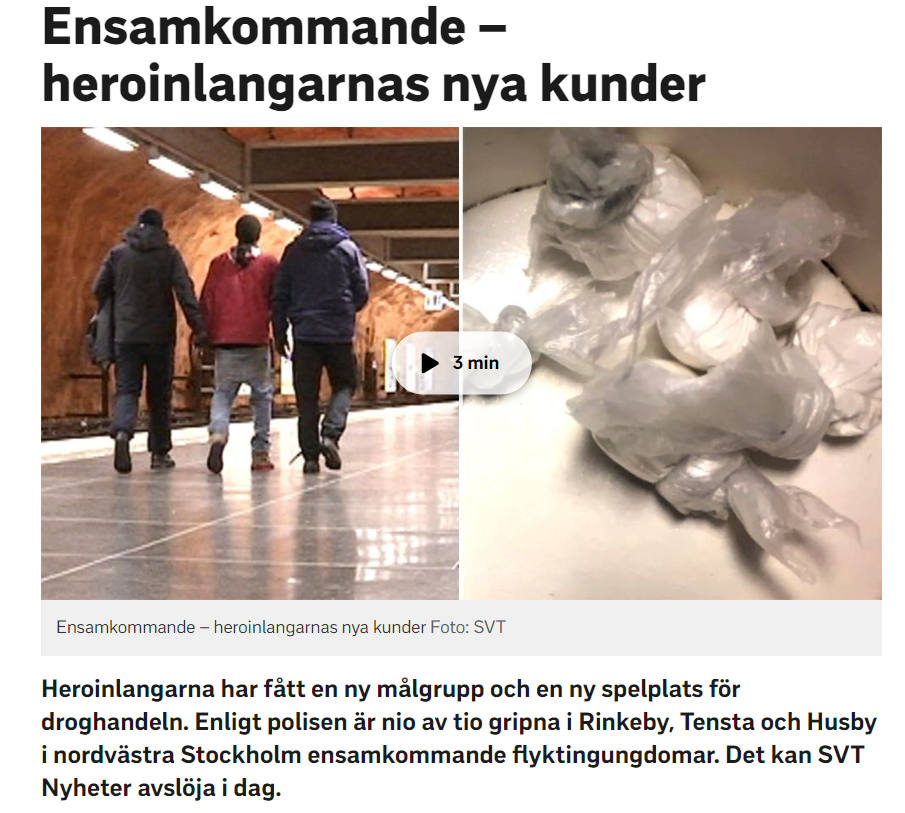 Ensamkommande –
heroinlangarnas nya kunder
3 min
Ensamkommande – heroinlangarnas nya kunder Foto: SVT
Heroinlangarna har fått en ny målgrupp och en ny spelplats för
droghandeln. Enligt polisen är nio av tio gripna i Rinkeby, Tensta och Husby
i nordvästra Stockholm ensamkommande flyktingungdomar. Det kan SVT
Nyheter avslöja i dag.